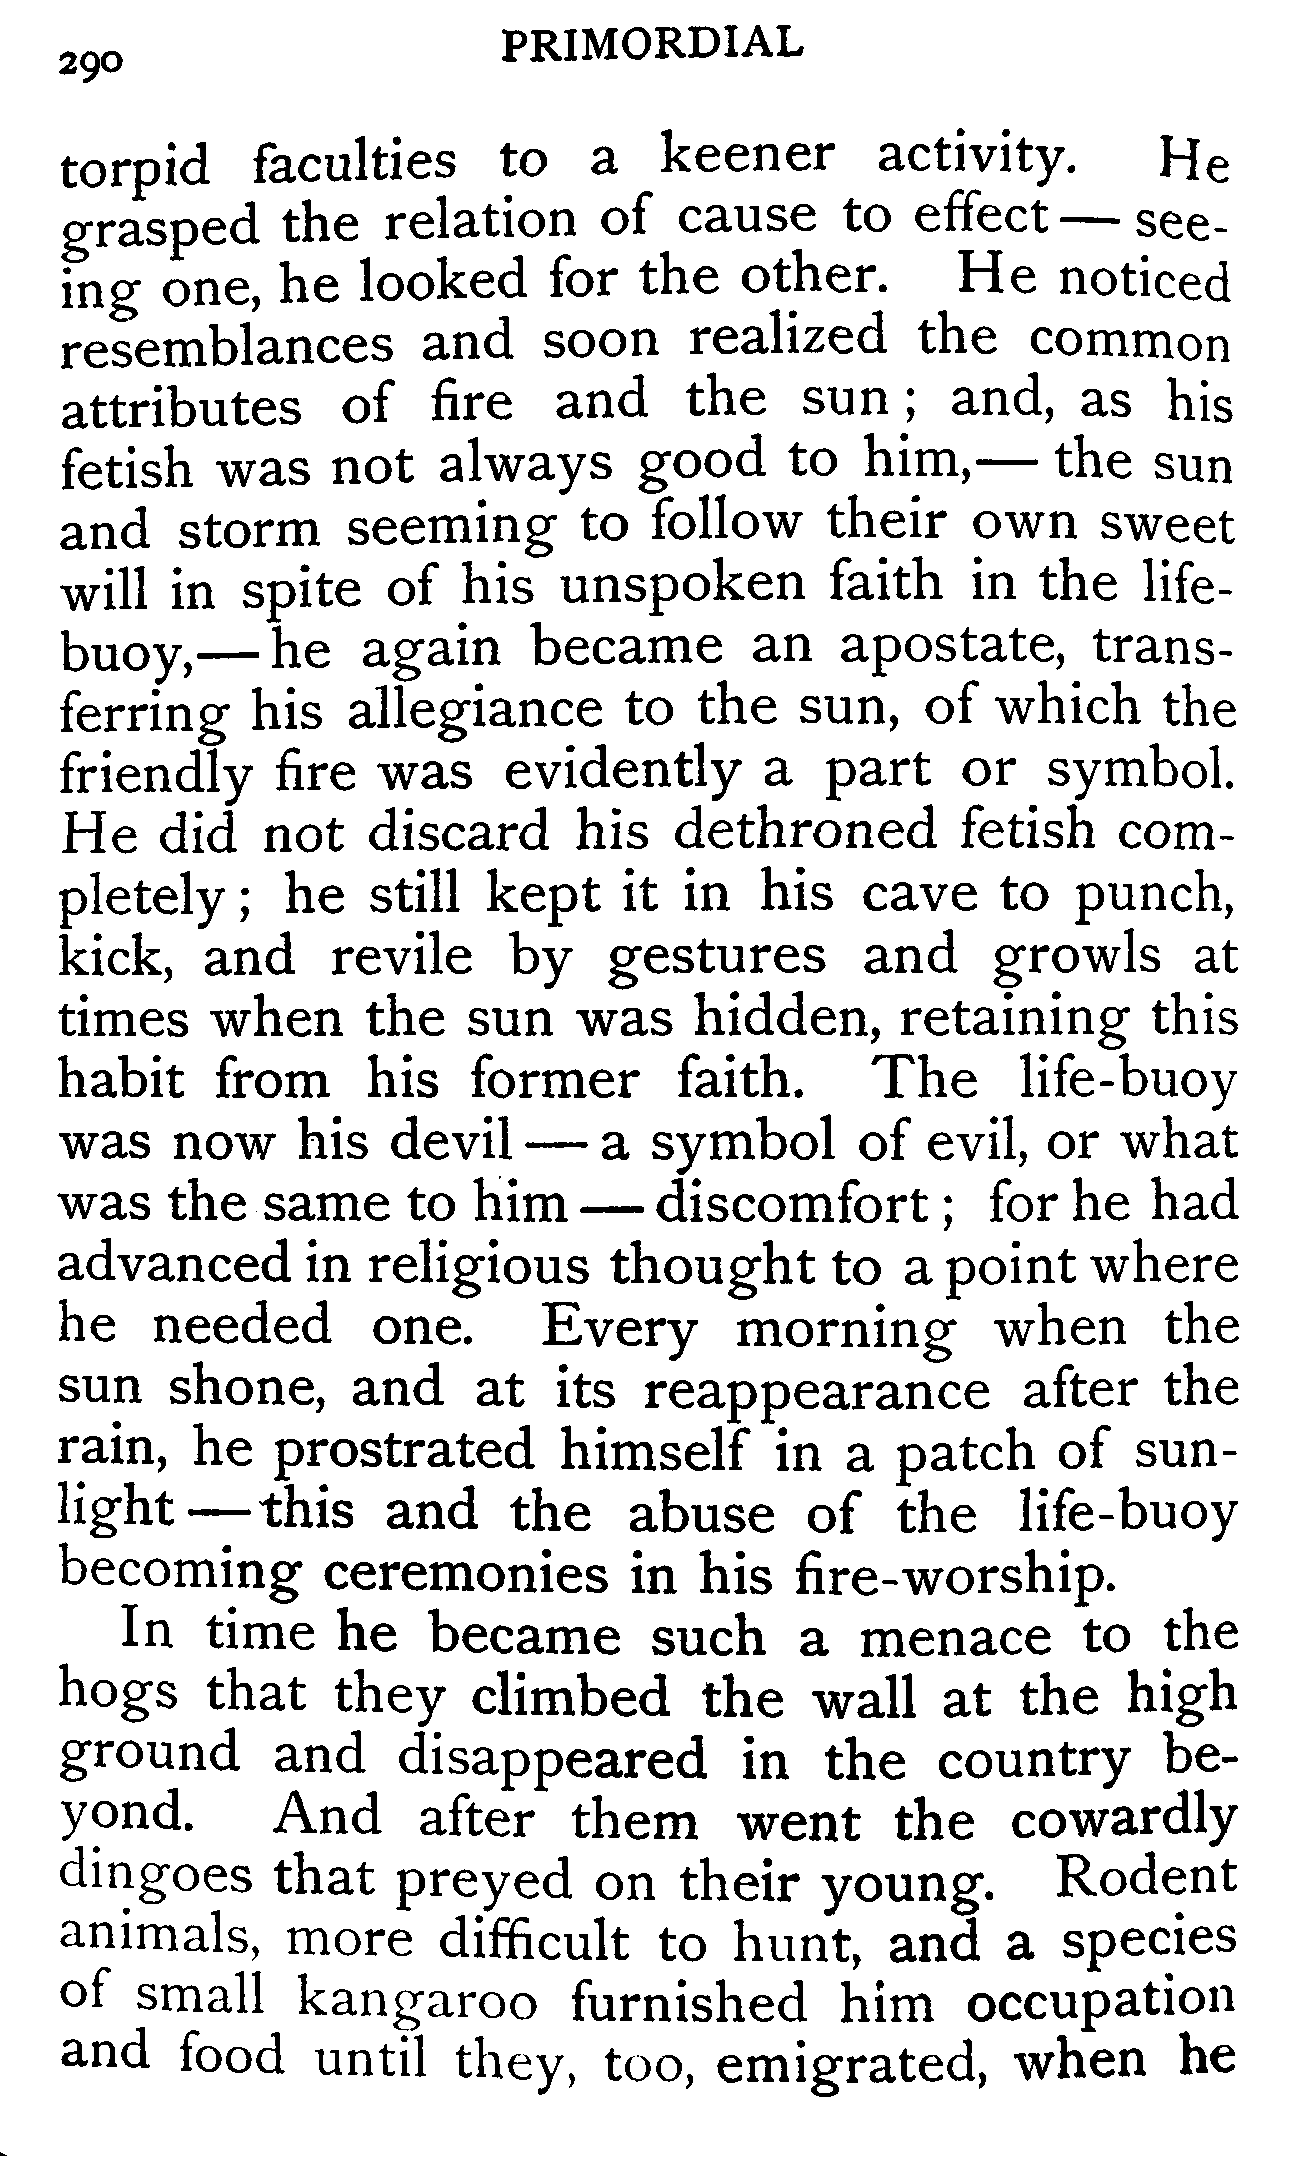 290
PRIMORDIAL
torpid faculties to a keener activity. He
grasped the relation of cause to effect — see-
ing one, he looked for the other. He noticed
resemblances and soon realized the common
attributes of fire and the sun ; and, as his
fetish was not always good to him,— the sun
and storm seeming to follow their own sweet
will in spite of his unspoken faith in the life-
buoy,— he again became an apostate, trans-
ferring his allegiance to the sun, of which the
friendly fire was evidently a part or symbol.
He did not discard his dethroned fetish com-
pletely ; he still kept it in his cave to punch,
kick, and revile by gestures and growls at
times when the sun was hidden, retaining this
habit from his former faith. The life-buoy
was now his devil — a symbol of evil, or what
was the same to him — discomfort ; for he had
advanced in religious thought to a point where
he needed one. Every morning when the
sun shone, and at its reappearance after the
rain, he prostrated himself in a patch of sun-
light — this and the abuse of the life-buoy
becoming ceremonies in his fire-worship.
In time he became such a menace to the
hogs that they climbed the wall at the high
ground and disappeared in the country be-
yond. And after them went the cowardly
dingoes that preyed on their young. Rodent
animals, more difficult to hunt, and a species
of small kangaroo furnished him occupation
and food until they, too, emigrated, when he